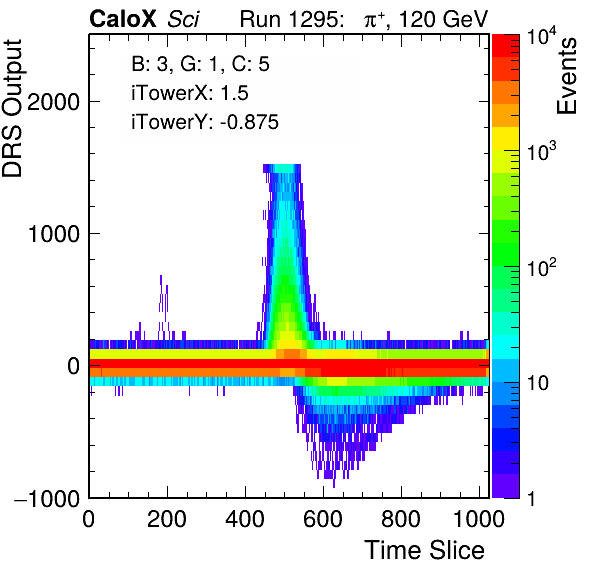 CaloX Sci Run 1295: π⁺, 120 GeV
B: 3, G: 1, C: 5
iTowerX: 1.5
iTowerY: -0.875
DRS Output
2000
1000
0
−1000
0 200 400 600 800 1000
Time Slice
Events
10⁴
10³
10²
10
1